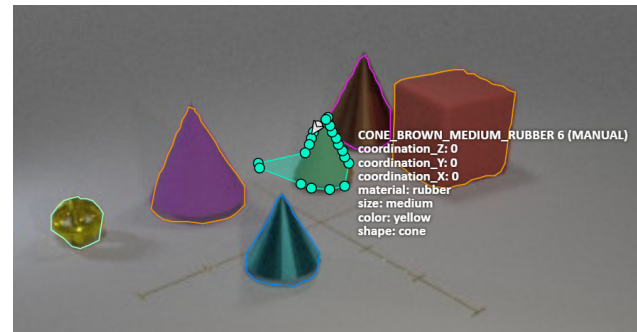 CONE_BROWN_MEDIUM_RUBBER 6 (MANUAL)
coordination_Z: 0
coordination_Y: 0
coordination_X: 0
material: rubber
size: medium
color: yellow
shape: cone